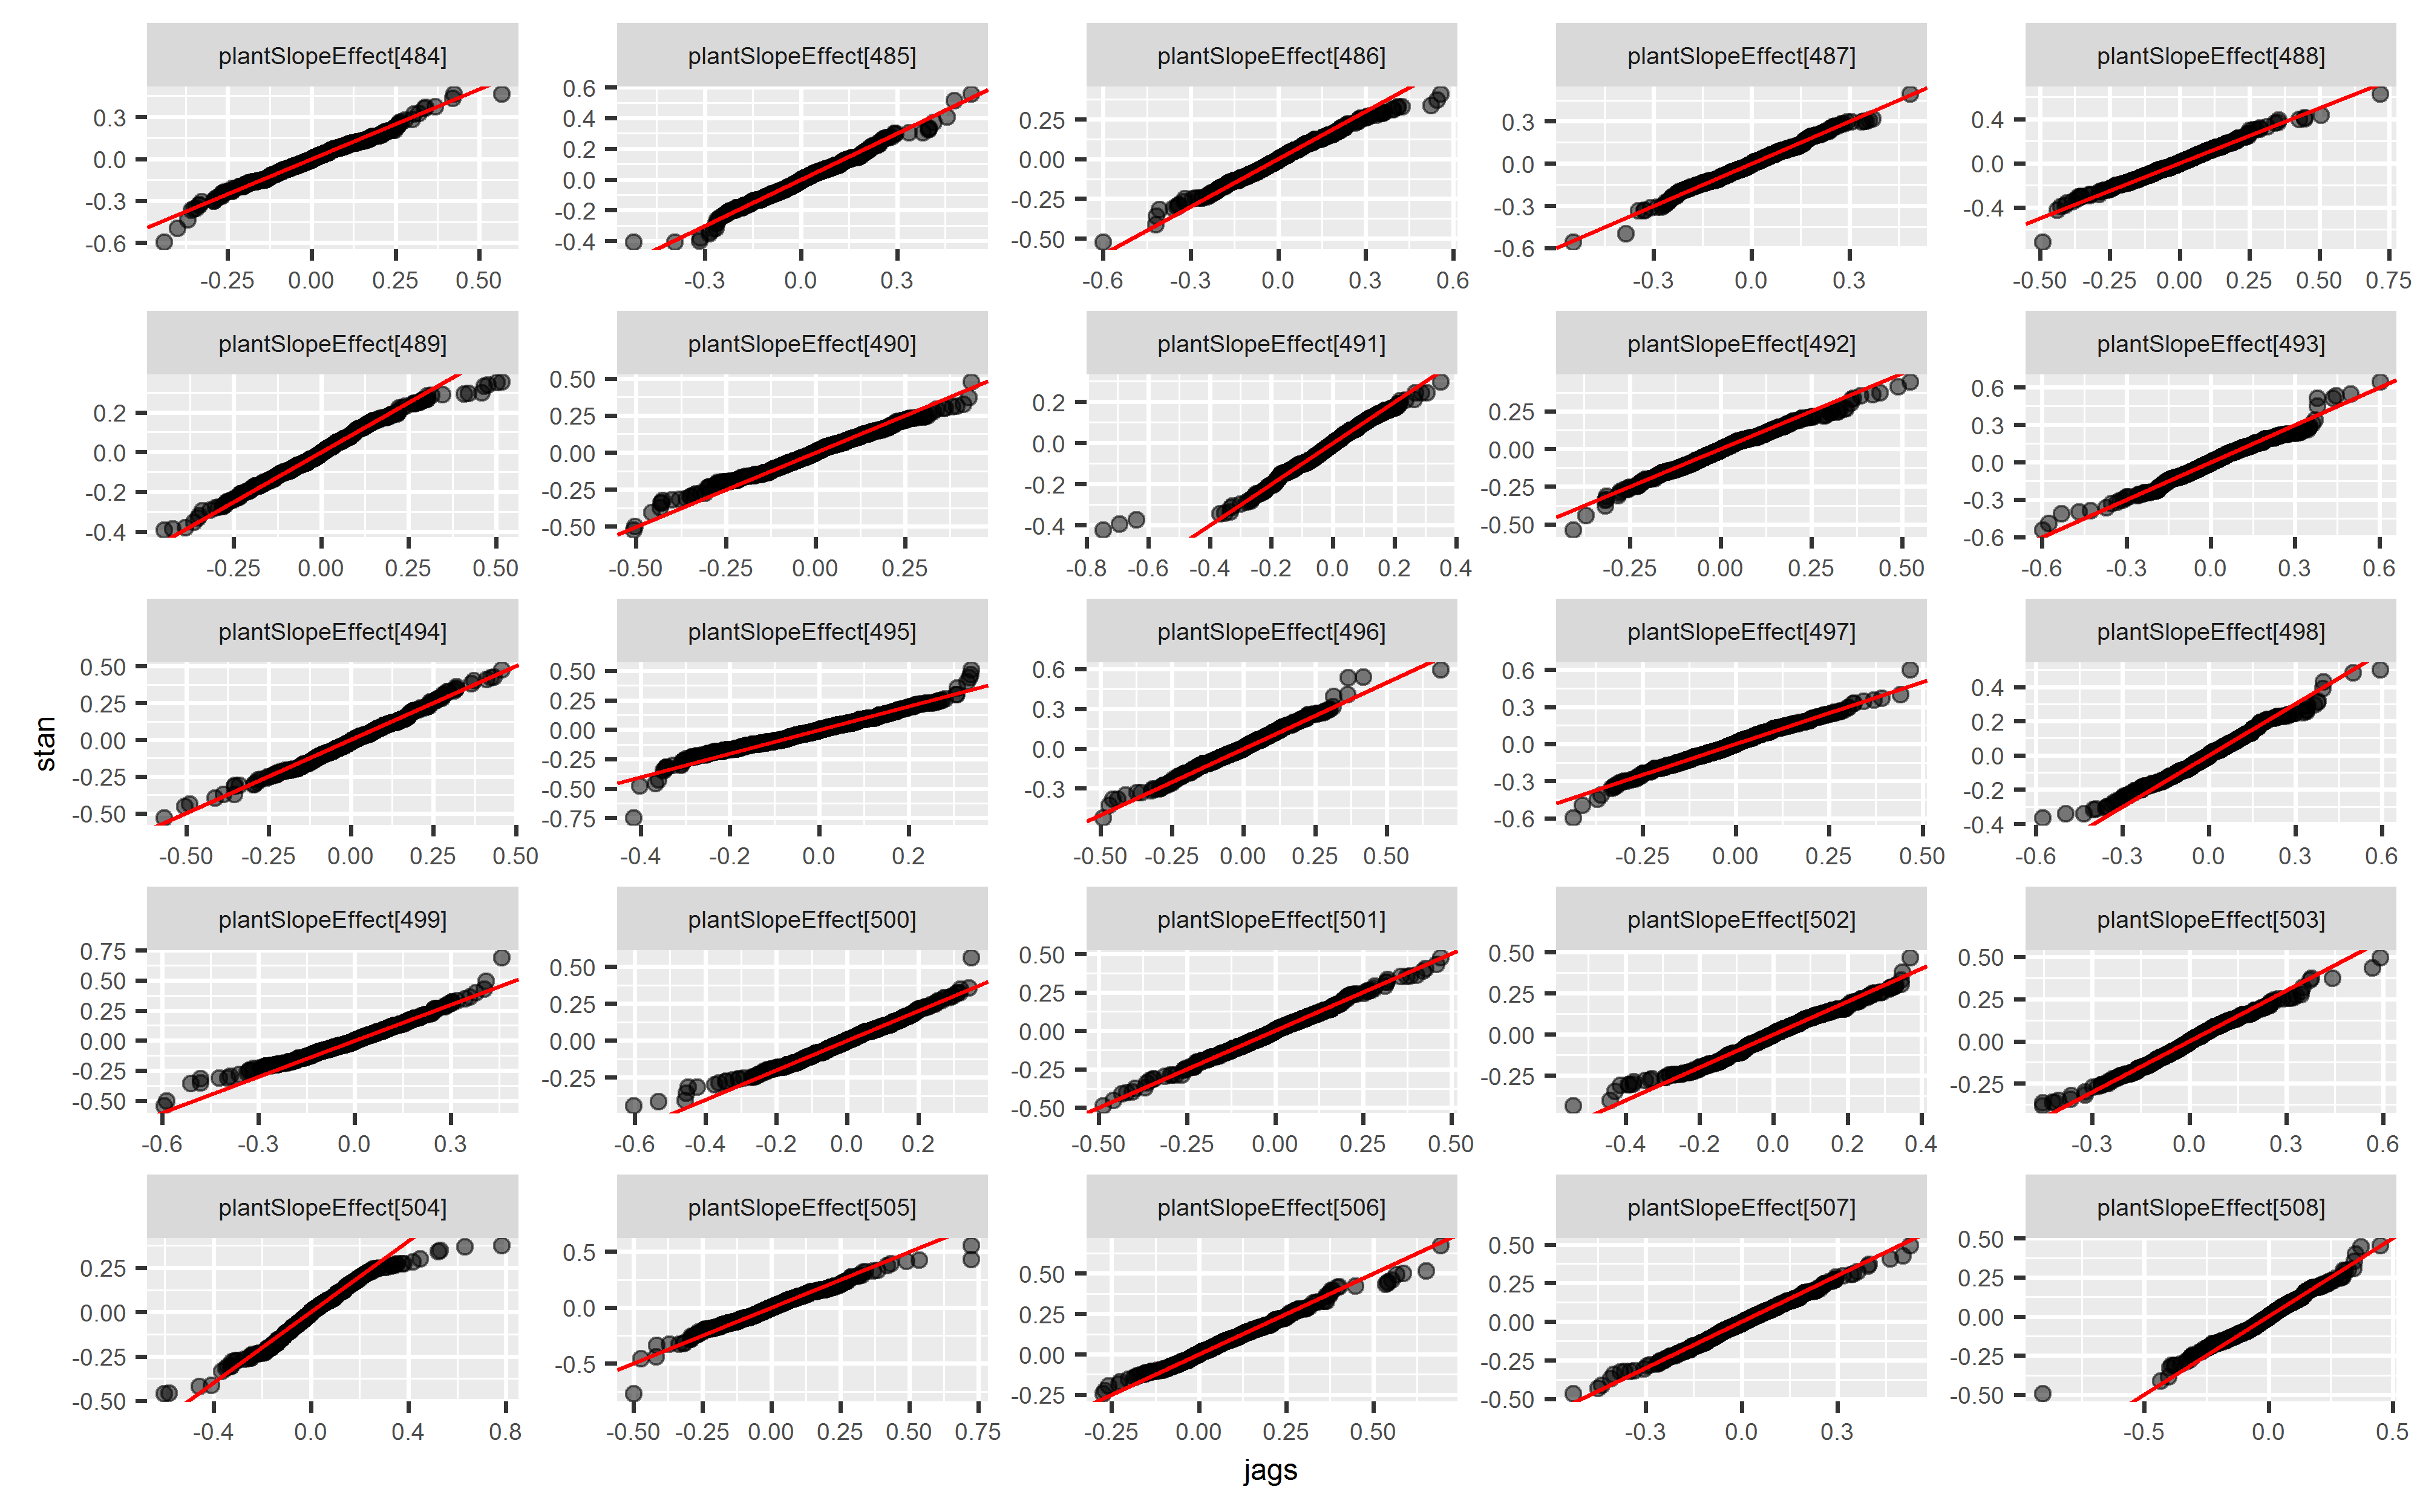 plantSlopeEffect[484] plantSlopeEffect[485] plantSlopeEffect[486] plantSlopeEffect[487] plantSlopeEffect[488]
0.3 0.0 -0.3 -0.6 0.6 0.4 0.2 0.0 -0.2 -0.4 0.25 0.00 -0.25 -0.50 0.3 0.0 -0.3 -0.6 0.4 0.0 -0.4
-0.25 0.00 0.25 0.50 -0.3 0.0 0.3 -0.6 -0.3 0.0 0.3 0.6 -0.3 0.0 0.3 -0.50 -0.25 0.00 0.25 0.50 0.75
plantSlopeEffect[489] plantSlopeEffect[490] plantSlopeEffect[491] plantSlopeEffect[492] plantSlopeEffect[493]
0.2 0.0 -0.2 -0.4 0.50 0.25 0.00 -0.25 -0.50 0.2 0.0 -0.2 -0.4 0.25 0.00 -0.25 -0.50 0.6 0.3 0.0 -0.3 -0.6
-0.25 0.00 0.25 0.50 -0.50 -0.25 0.00 0.25 -0.8 -0.6 -0.4 -0.2 0.0 0.2 0.4 -0.25 0.00 0.25 0.50 -0.6 -0.3 0.0 0.3 0.6
plantSlopeEffect[494] plantSlopeEffect[495] plantSlopeEffect[496] plantSlopeEffect[497] plantSlopeEffect[498]
0.50 0.25 0.00 -0.25 -0.50 0.50 0.25 0.00 -0.25 -0.50 -0.75 0.6 0.3 0.0 -0.3 0.6 0.3 0.0 -0.3 -0.6 0.4 0.2 0.0 -0.2 -0.4
-0.50 -0.25 0.00 0.25 0.50 -0.4 -0.2 0.0 0.2 -0.50 -0.25 0.00 0.25 0.50 -0.25 0.00 0.25 0.50 -0.6 -0.3 0.0 0.3 0.6
stan
plantSlopeEffect[499] plantSlopeEffect[500] plantSlopeEffect[501] plantSlopeEffect[502] plantSlopeEffect[503]
0.75 0.50 0.25 0.00 -0.25 -0.50 0.50 0.25 0.00 -0.25 0.50 0.25 0.00 -0.25 -0.50 0.50 0.25 0.00 -0.25 0.50 0.25 0.00 -0.25
-0.6 -0.3 0.0 0.3 -0.6 -0.4 -0.2 0.0 0.2 -0.50 -0.25 0.00 0.25 0.50 -0.4 -0.2 0.0 0.2 0.4 -0.3 0.0 0.3 0.6
plantSlopeEffect[504] plantSlopeEffect[505] plantSlopeEffect[506] plantSlopeEffect[507] plantSlopeEffect[508]
0.25 0.00 -0.25 -0.50 0.5 0.0 -0.5 0.50 0.25 0.00 -0.25 0.50 0.25 0.00 -0.25 -0.50 0.50 0.25 0.00 -0.25 -0.50
-0.4 0.0 0.4 0.8 -0.50 -0.25 0.00 0.25 0.50 0.75 -0.25 0.00 0.25 0.50 -0.3 0.0 0.3 -0.5 0.0 0.5
jags